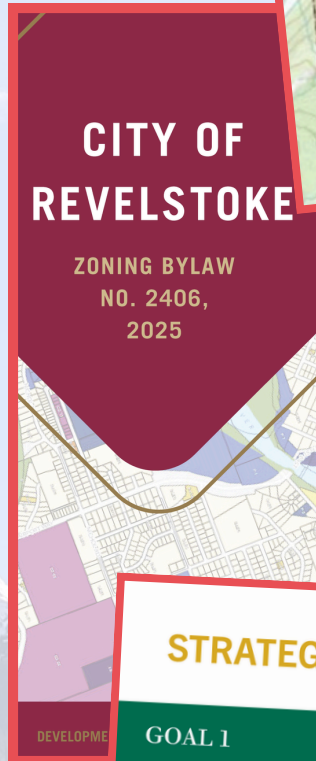 CITY OF
REVELSTOKE
ZONING BYLAW
NO. 2406,
2025
STRATEG
DEVELOPME
GOAL 1